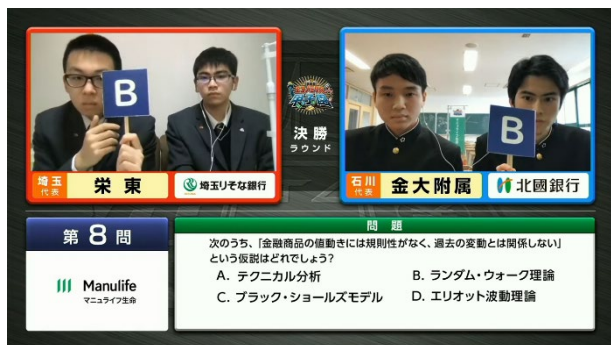 B
決勝
ラウンド
B
埼玉
代表
栄 東
埼玉りそな銀行
石川
代表
金大附属
北國銀行
第8問
Manulife
マニュライフ生命
問 題
次のうち、「金融商品の値動きには規則性がなく、過去の変動とは関係しない」
という仮説はどれでしょう？
A. テクニカル分析
B. ランダム・ウォーク理論
C. ブラック・ショールズモデル
D. エリオット波動理論